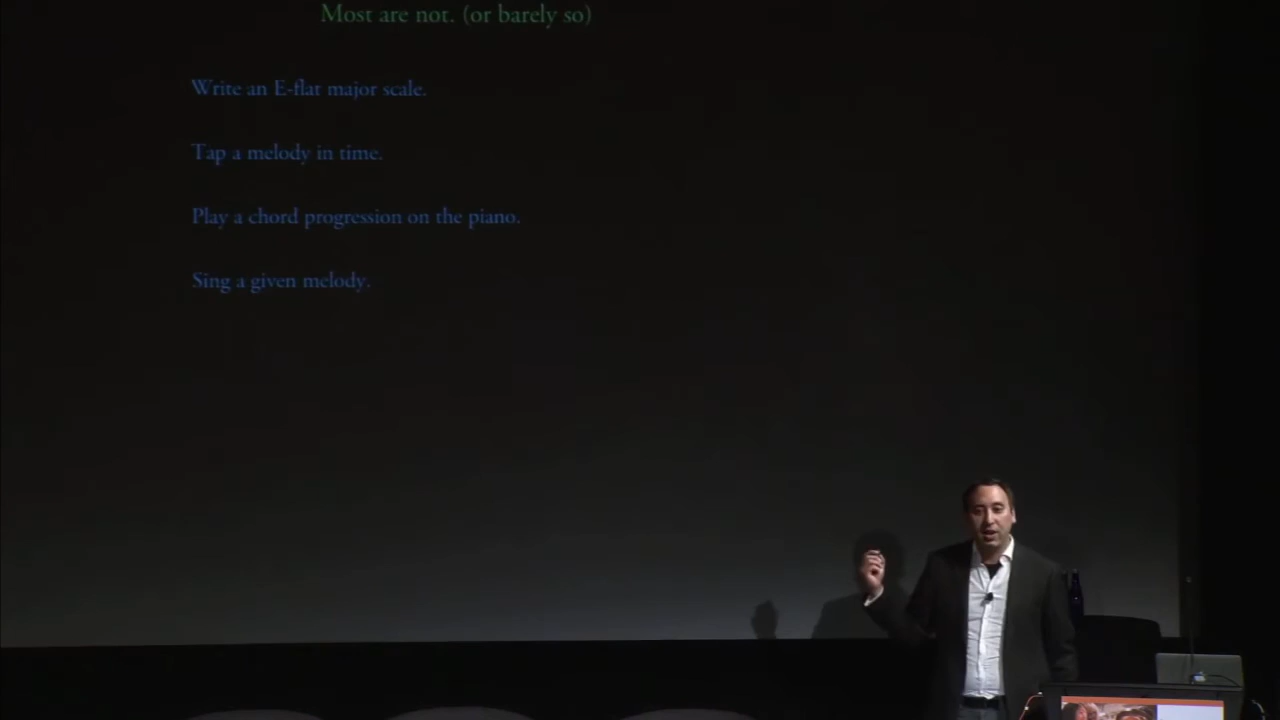 Most are not. (or barely so)
Write an E-flat major scale.
Tap a melody in time.
Play a chord progression on the piano.
Sing a given melody.